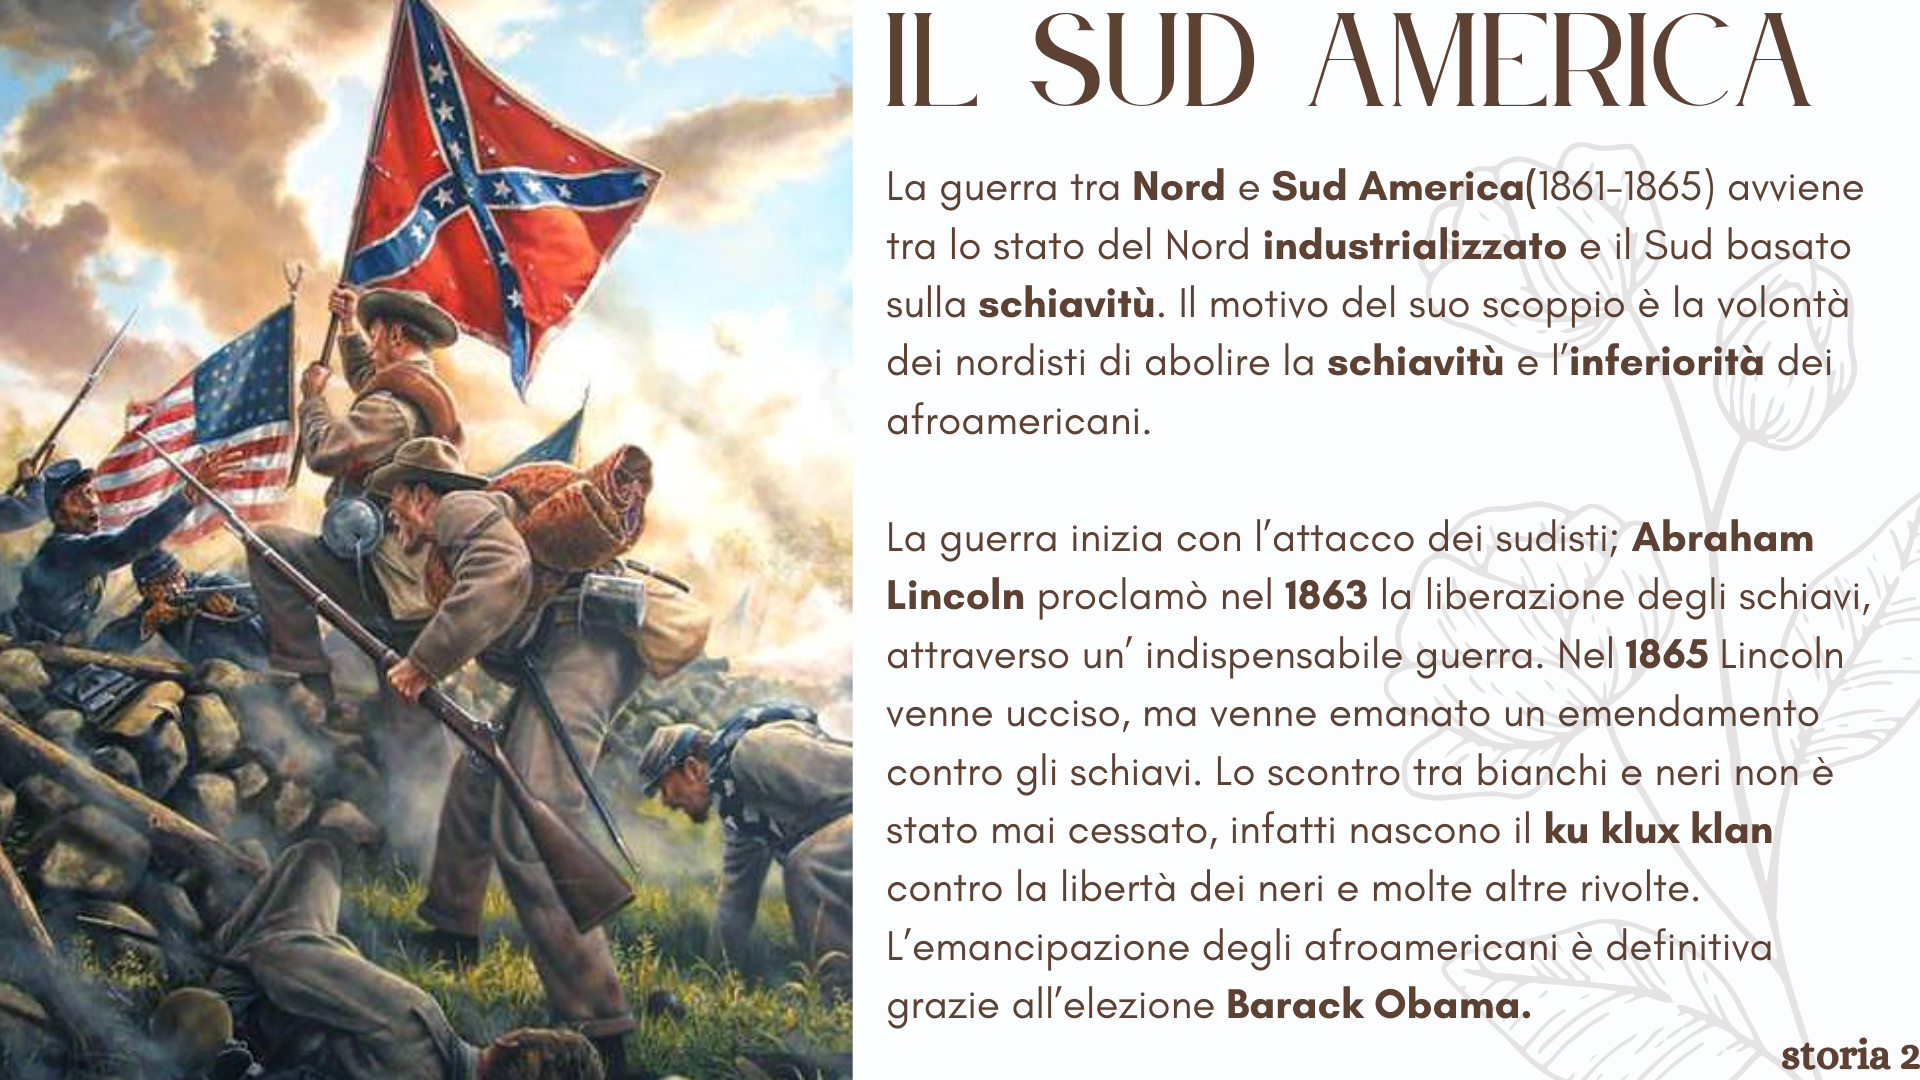 IL SUD AMERICA
La guerra tra Nord e Sud America(1861-1865) avviene
tra lo stato del Nord industrializzato e il Sud basato
sulla schiavitù. Il motivo del suo scoppio è la volontà
dei nordisti di abolire la schiavitù e l'inferiorità dei
afroamericani.
La guerra inizia con l'attacco dei sudisti; Abraham
Lincoln proclamò nel 1863 la liberazione degli schiavi,
attraverso un' indispensabile guerra. Nel 1865 Lincoln
venne ucciso, ma venne emanato un emendamento
contro gli schiavi. Lo scontro tra bianchi e neri non è
stato mai cessato, infatti nascono il ku klux klan
contro la libertà dei neri e molte altre rivolte.
L'emancipazione degli afroamericani è definitiva
grazie all'elezione Barack Obama.
storia 2